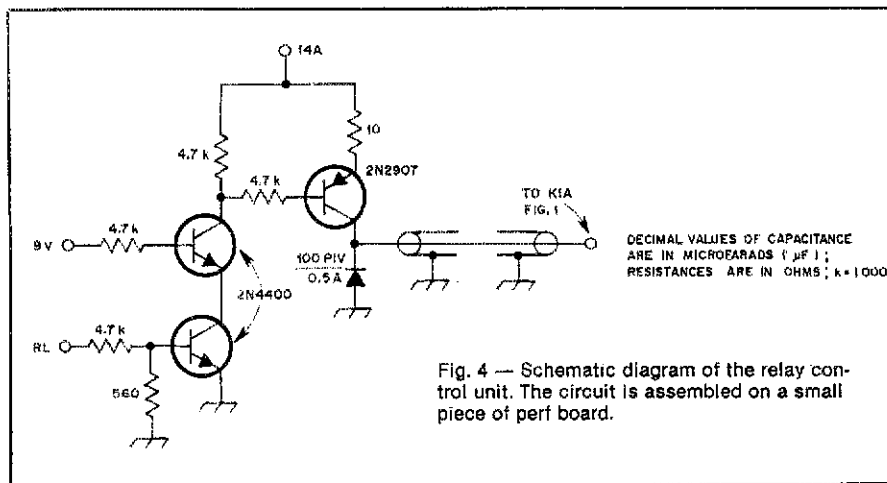 14A
10
4.7 k
2N2907
4.7 k
TO K1A
FIG. 1
9V
4.7 k
100 PIV
0.5 A
DECIMAL VALUES OF CAPACITANCE
ARE IN MICROFARADS ( µF ) ;
RESISTANCES ARE IN OHMS ; k = 1000
2N4400
4.7 k
RL
560
Fig. 4 — Schematic diagram of the relay con-
trol unit. The circuit is assembled on a small
piece of perf board.